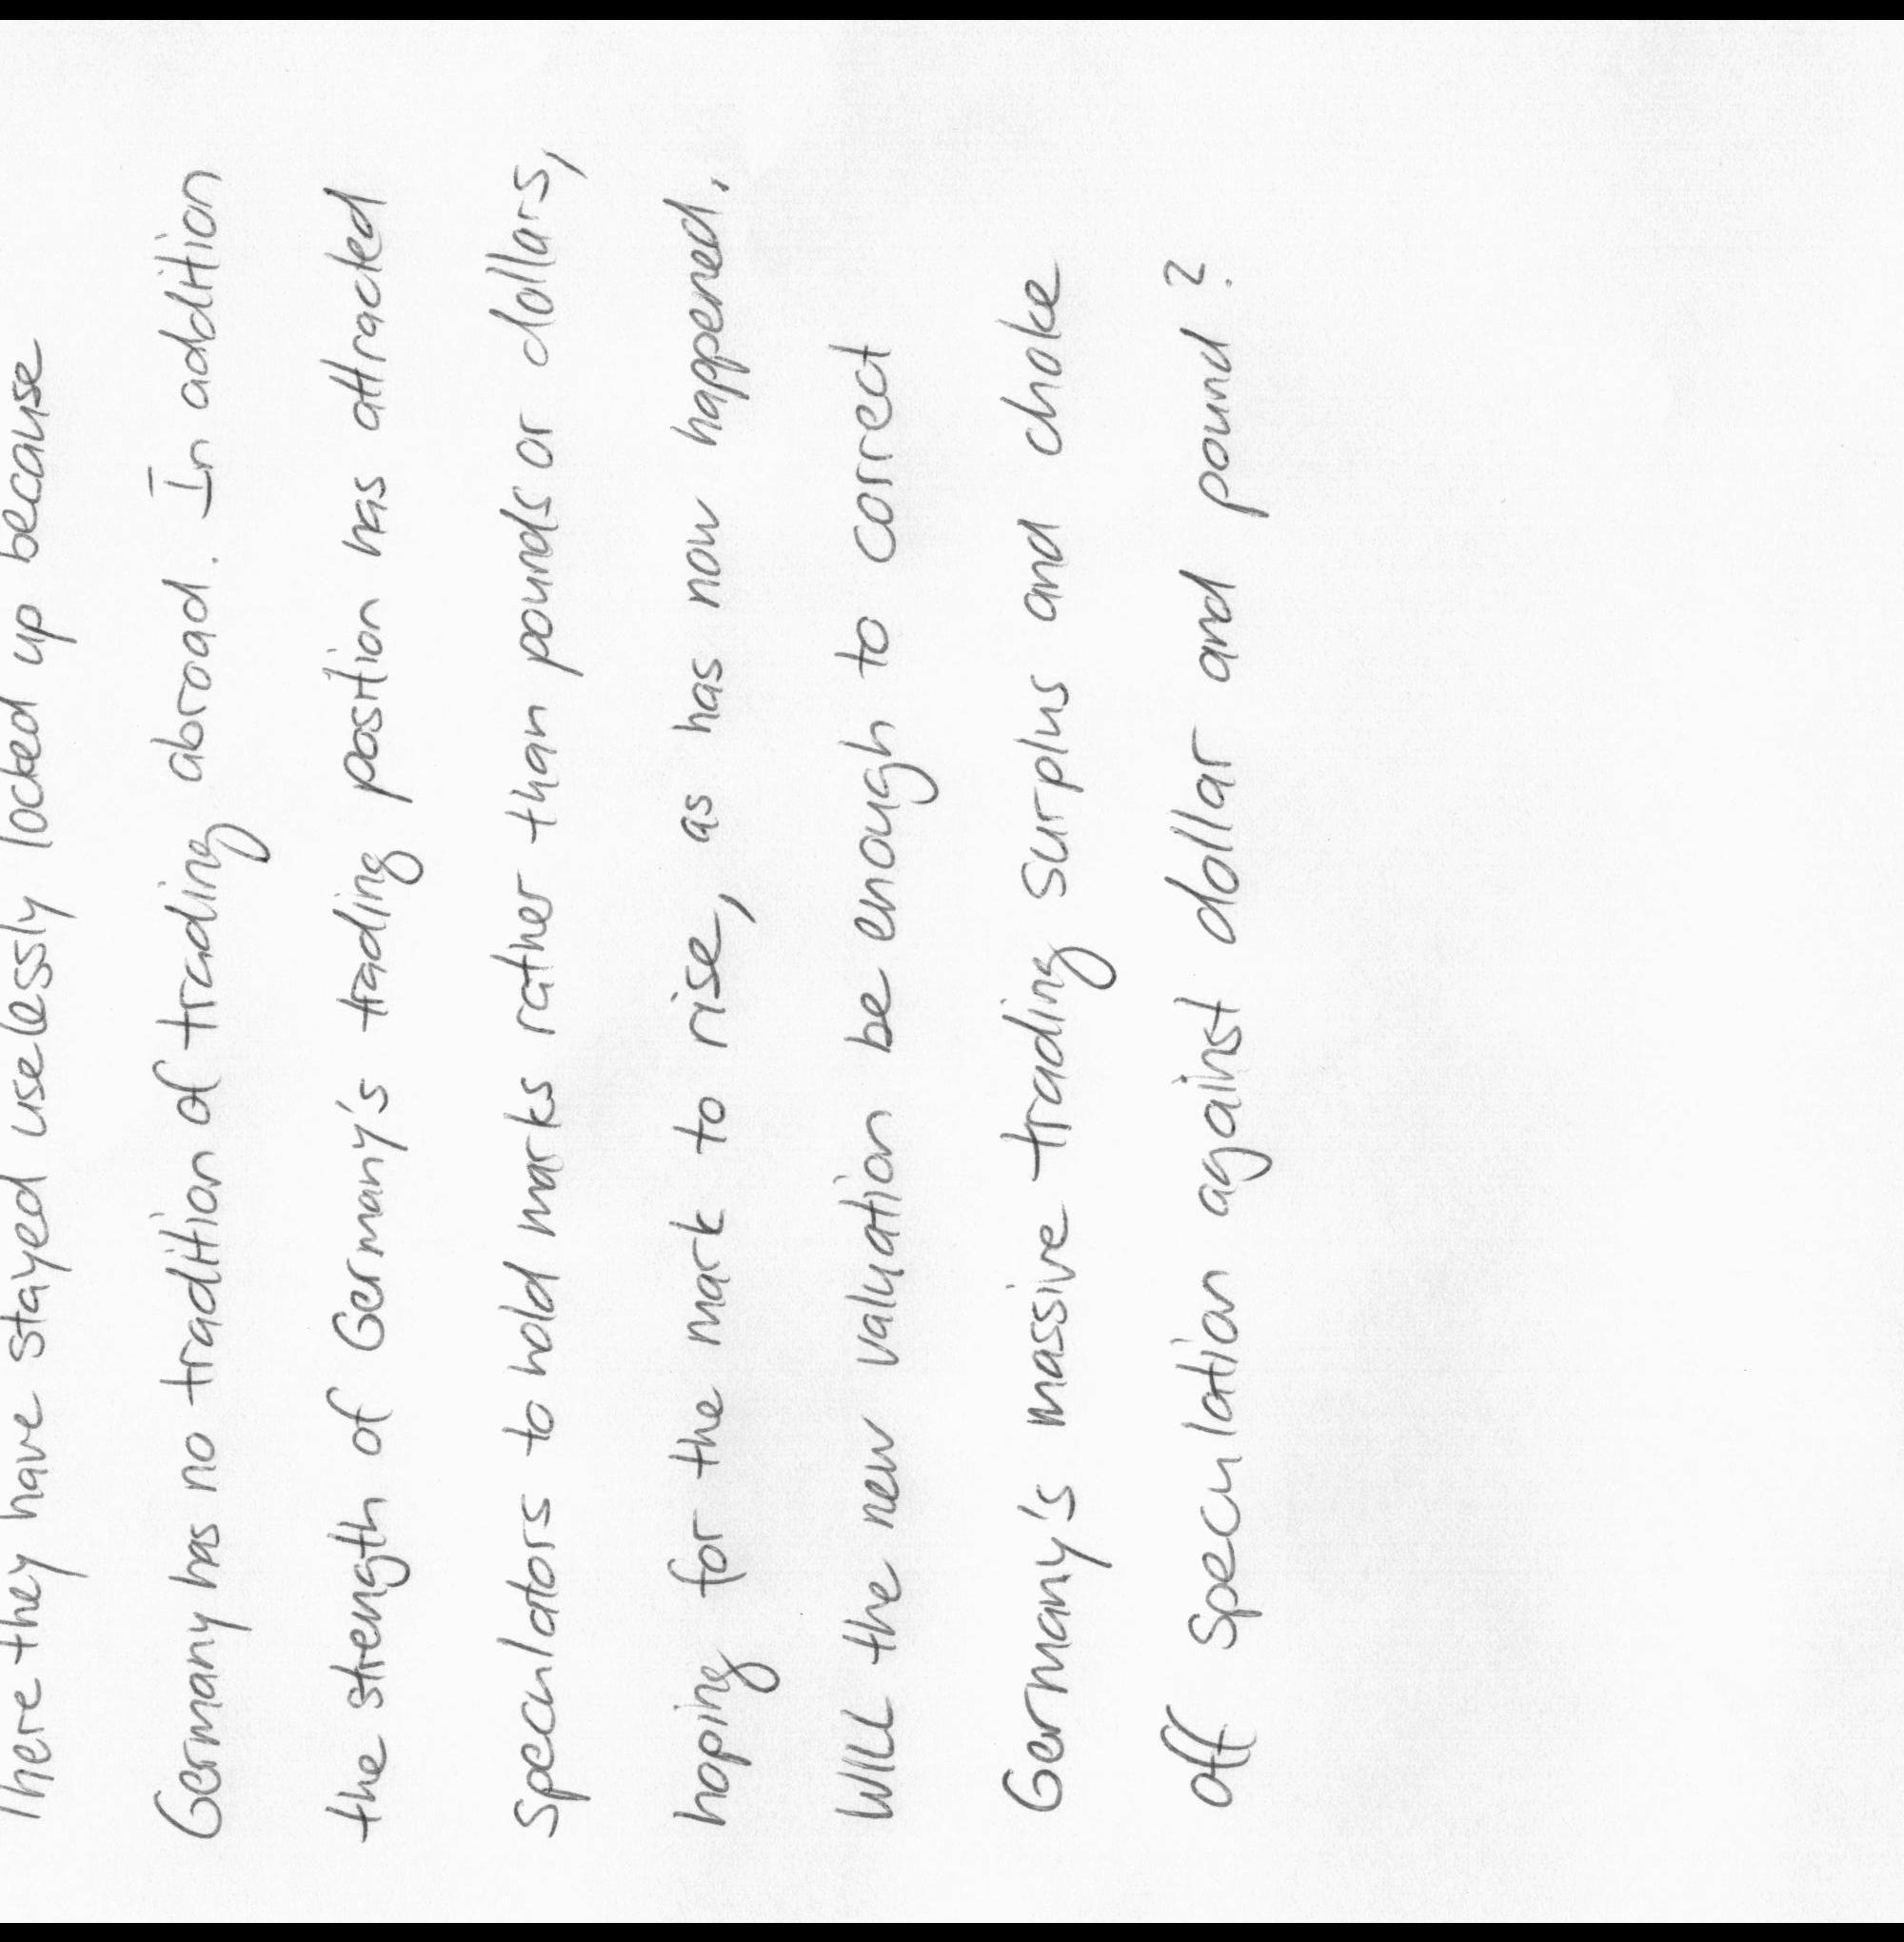 There they have stayed uselessly locked up because
Germany has no tradition of trading abroad. In addition
the strength of Germany's trading position has attracted
speculators to hold marks rather than pounds or dollars,
hoping for the mark to rise, as has now happened.
WILL the new valuation be enough to correct
Germany's massive trading surplus and choke
off speculation against dollar and pound?